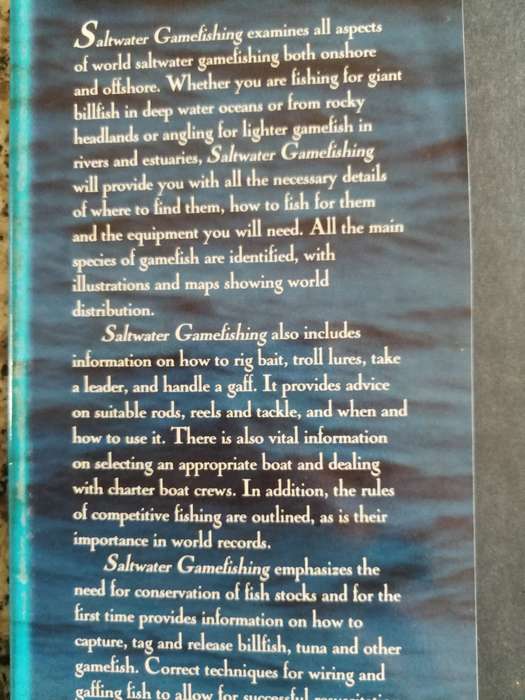 Saltwater Gamefishing examines all aspects
of world saltwater gamefishing both onshore
and offshore. Whether you are fishing for giant
billfish in deep water oceans or from rocky
headlands or angling for lighter gamefish in
rivers and estuaries, Saltwater Gamefishing
will provide you with all the necessary details
of where to find them, how to fish for them
and the equipment you will need. All the main
species of gamefish are identified, with
illustrations and maps showing world
distribution.
Saltwater Gamefishing also includes
information on how to rig bait, troll lures, take
a leader, and handle a gaff. It provides advice
on suitable rods, reels and tackle, and when and
how to use it. There is also vital information
on selecting an appropriate boat and dealing
with charter boat crews. In addition, the rules
of competitive fishing are outlined, as is their
importance in world records.
Saltwater Gamefishing emphasizes the
need for conservation of fish stocks and for the
first time provides information on how to
capture, tag and release billfish, tuna and other
gamefish. Correct techniques for wiring and
gaffing fish to allow for successful